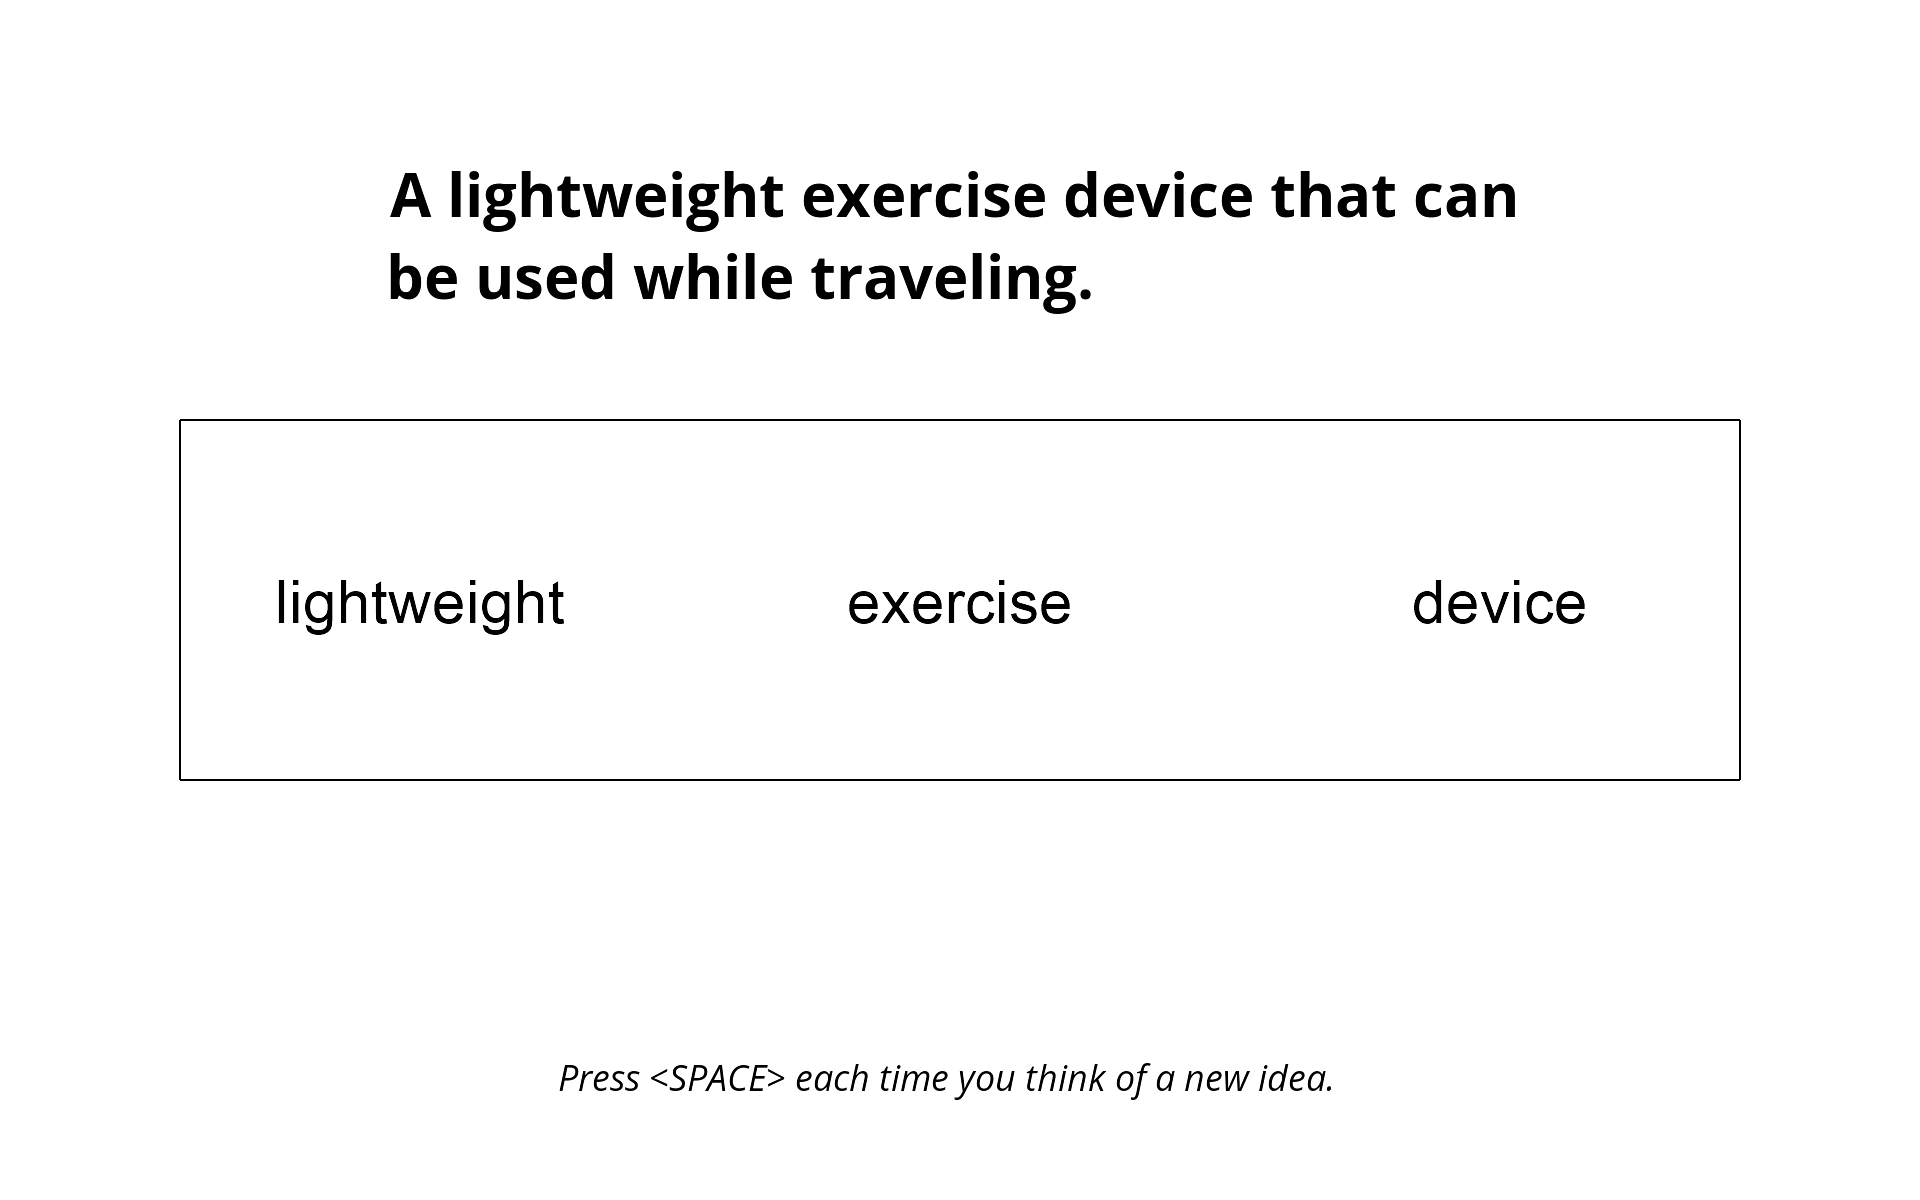 A lightweight exercise device that can
be used while traveling.
lightweight exercise device
Press <SPACE> each time you think of a new idea.